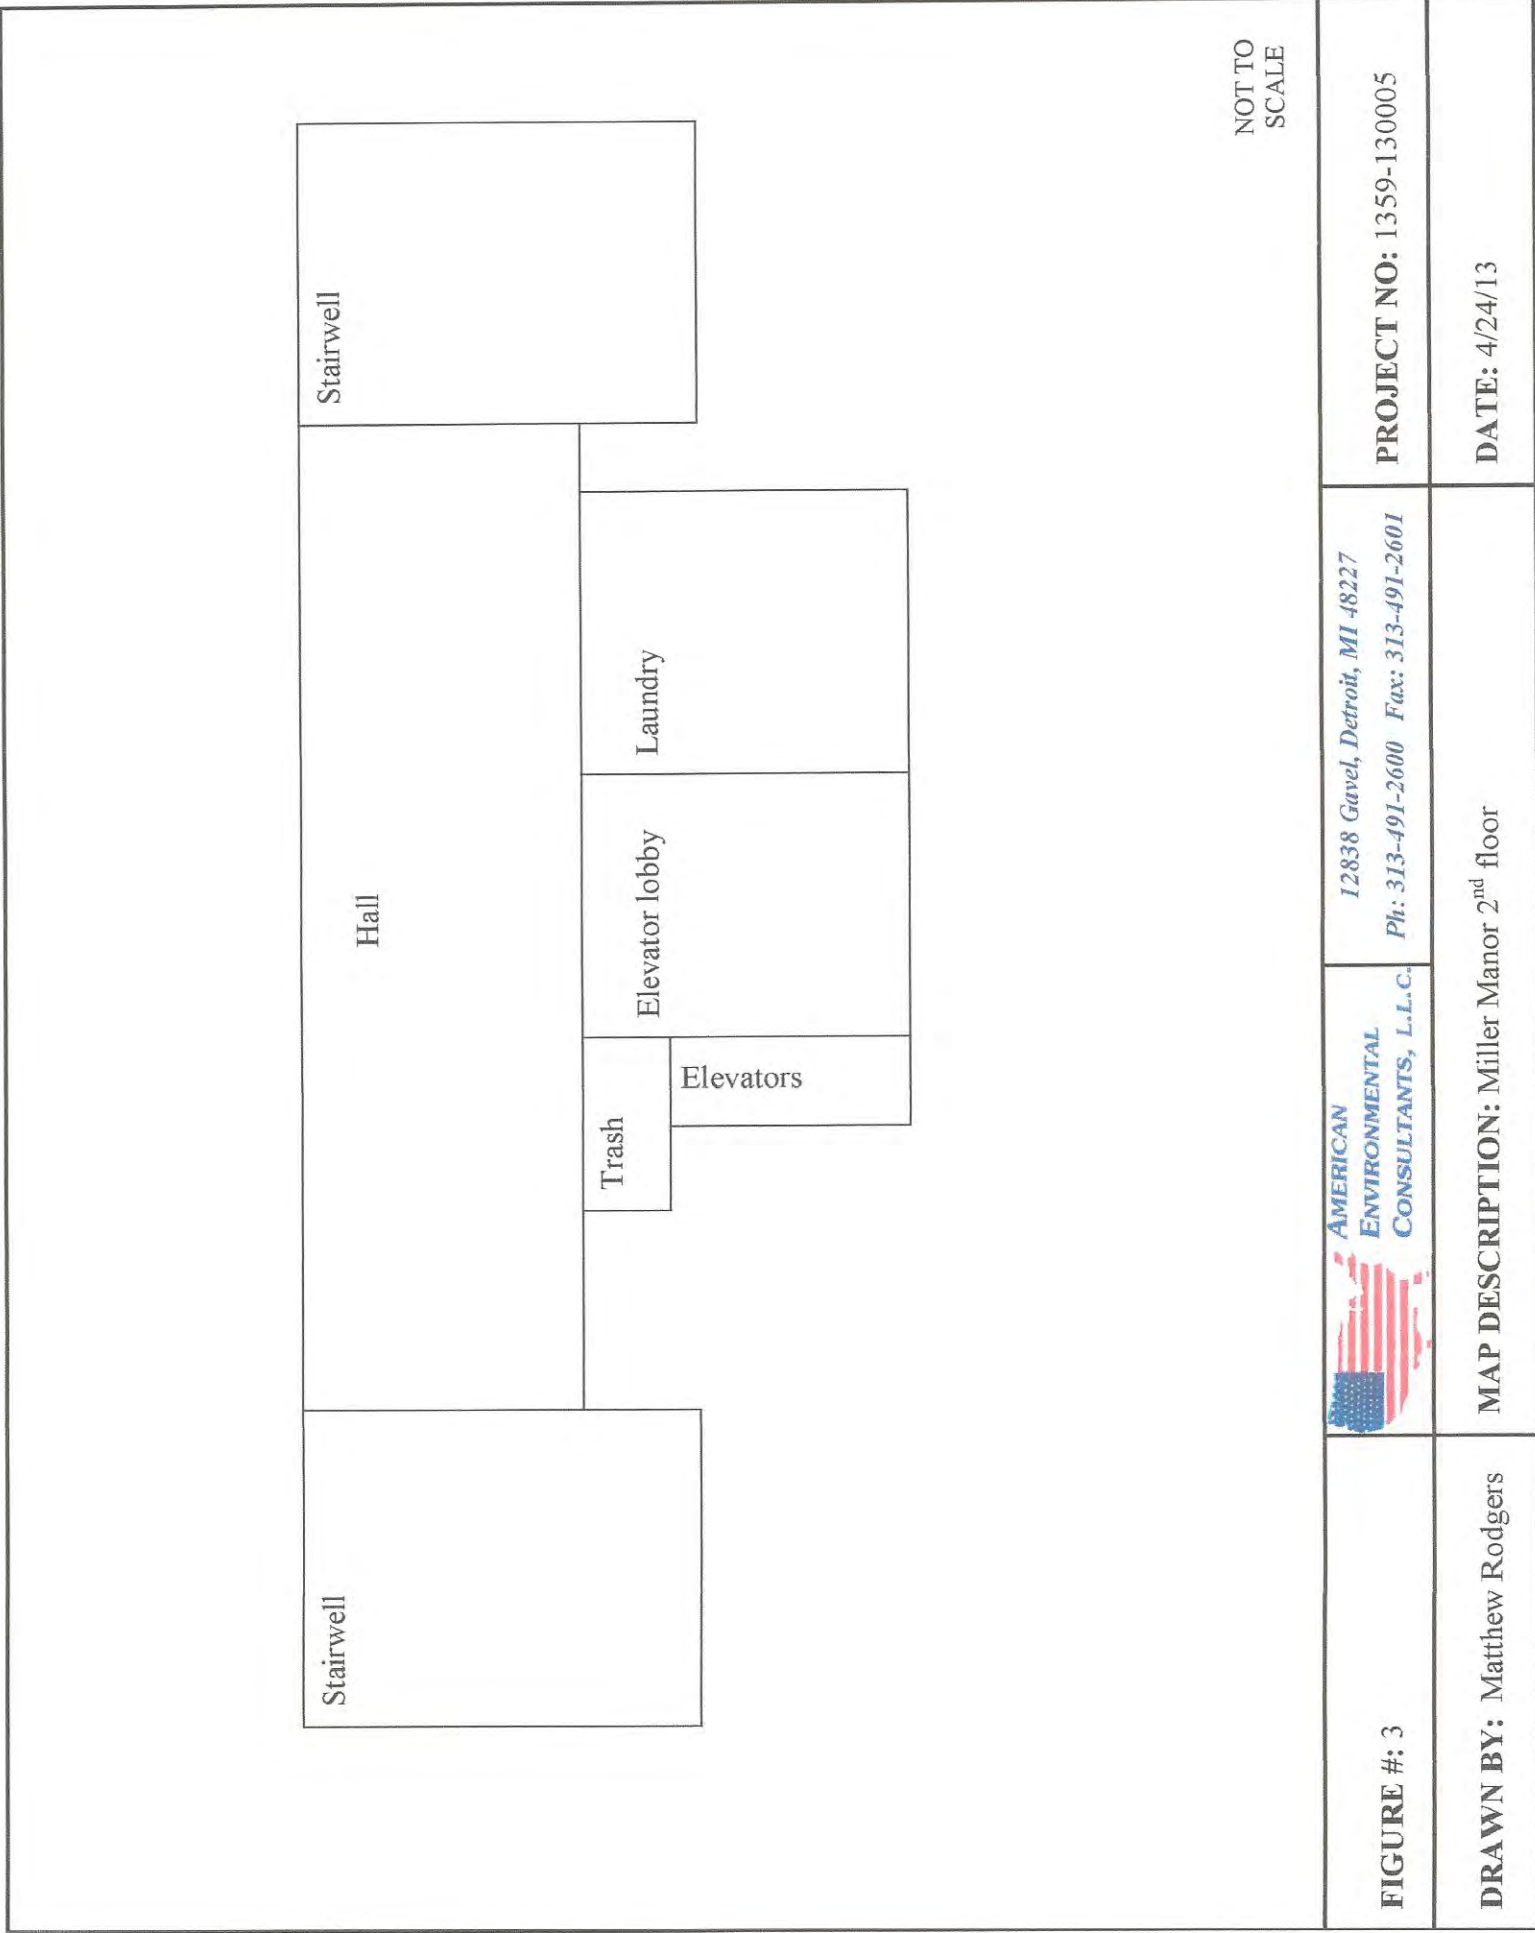 Stairwell
Hall
Stairwell
Trash
Elevator lobby
Laundry
Elevators
NOT TO
SCALE
FIGURE #: 3
AMERICAN
ENVIRONMENTAL
CONSULTANTS, L.L.C.
12838 Gavel, Detroit, MI 48227
Ph: 313-491-2600 Fax: 313-491-2601
PROJECT NO: 1359-130005
DRAWN BY: Matthew Rodgers
MAP DESCRIPTION: Miller Manor 2nd floor
DATE: 4/24/13